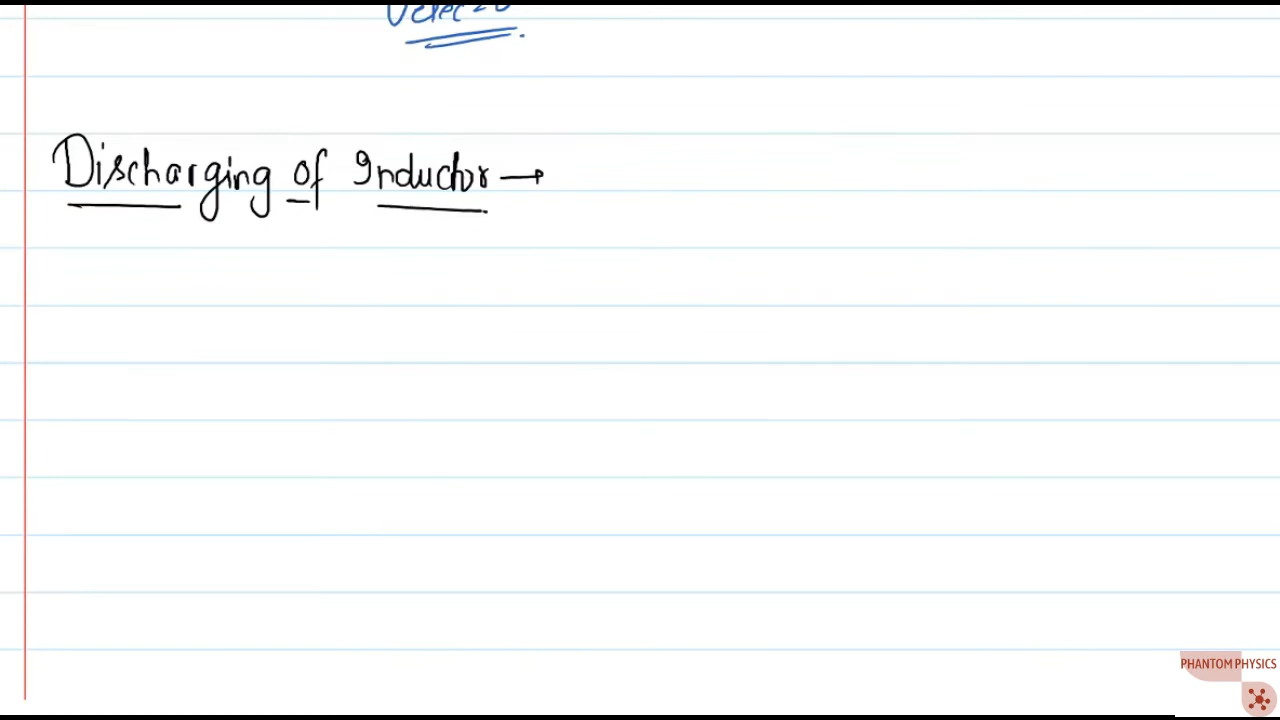 Discharging of Inductor →
PHANTOM PHYSICS